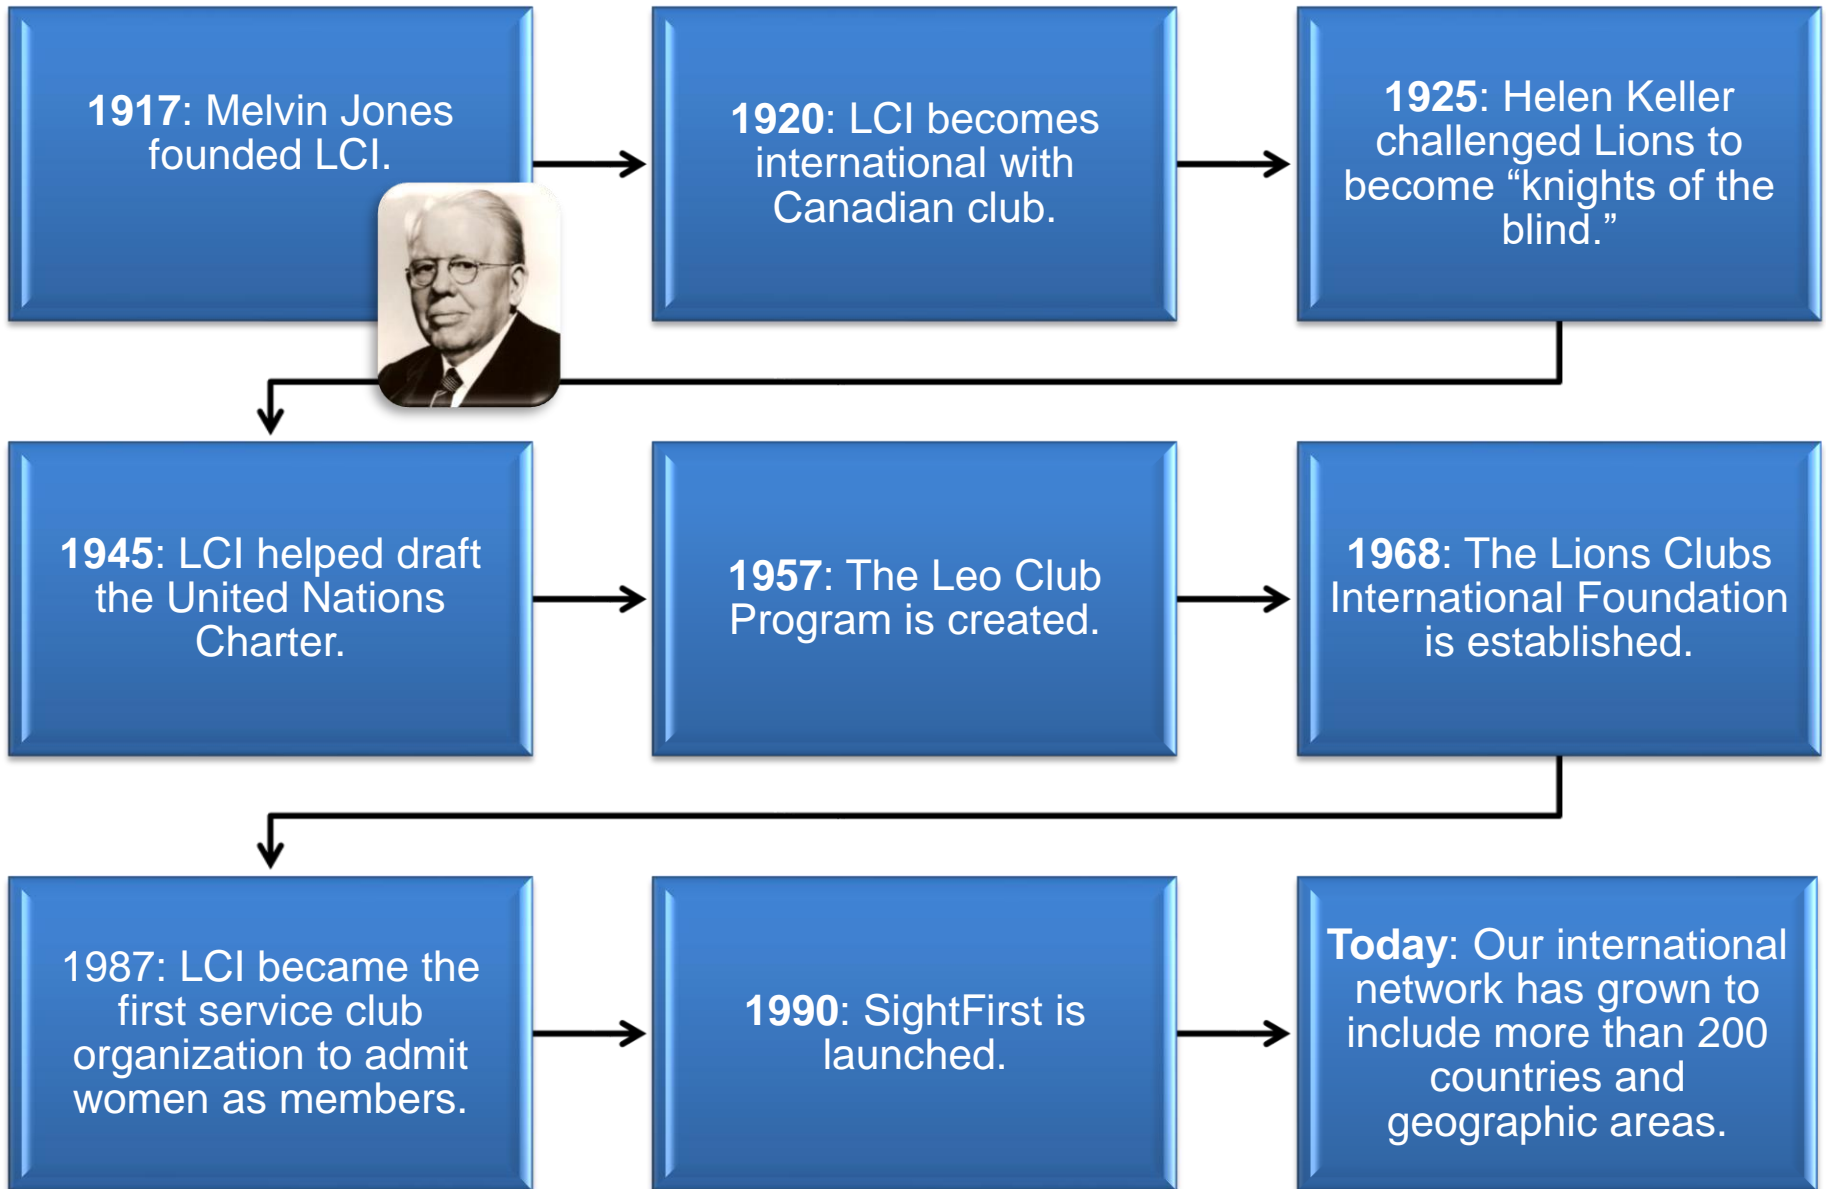 1917: Melvin Jones
founded LCI.
1920: LCI becomes
international with
Canadian club.
1925: Helen Keller
challenged Lions to
become “knights of the
blind.”
1945: LCI helped draft
the United Nations
Charter.
1957: The Leo Club
Program is created.
1968: The Lions Clubs
International Foundation
is established.
1987: LCI became the
first service club
organization to admit
women as members.
1990: SightFirst is
launched.
Today: Our international
network has grown to
include more than 200
countries and
geographic areas.